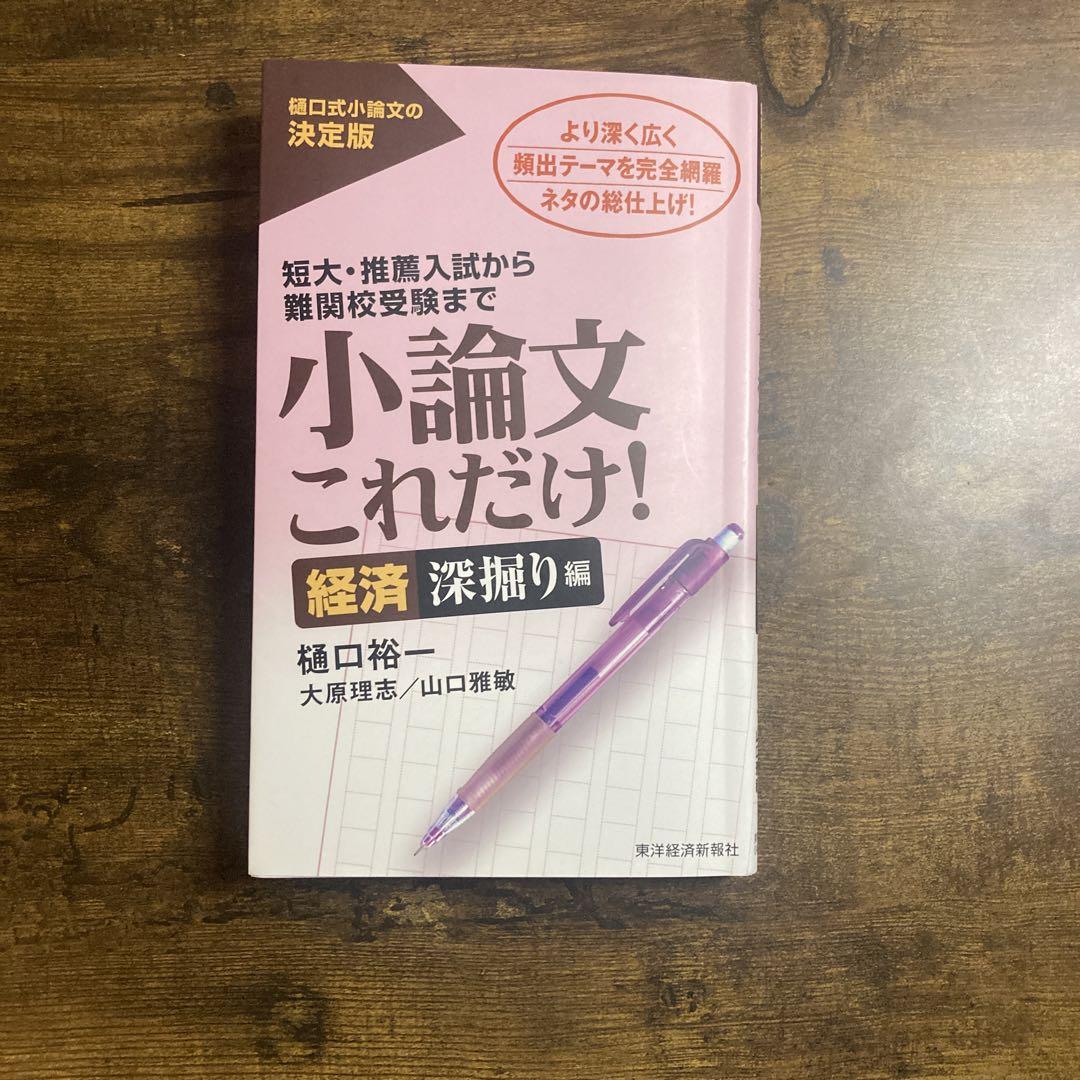 樋口式小論文の
決定版
より深く広く
頻出テーマを完全網羅
ネタの総仕上げ!
短大・推薦入試から
難関校受験まで
小論文
これだけ!
経済 深掘り編
樋口裕一
大原理志/山口雅敏
東洋経済新報社